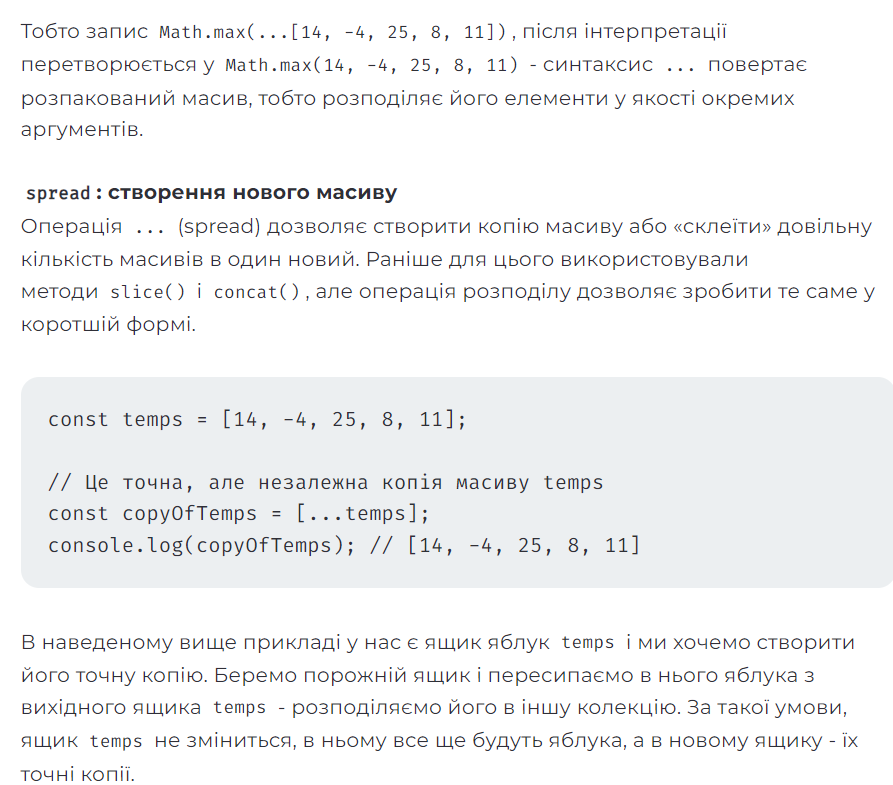 Тобто запис Math.max(...[14, -4, 25, 8, 11]), після інтерпретації
перетворюється у Math.max(14, -4, 25, 8, 11) - синтаксис ... повертає
розпакований масив, тобто розподіляє його елементи у якості окремих
аргументів.
spread: створення нового масиву
Операція ... (spread) дозволяє створити копію масиву або «склеїти» довільну
кількість масивів в один новий. Раніше для цього використовували
методи slice() і concat(), але операція розподілу дозволяє зробити те саме у
коротшій формі.
const temps = [14, -4, 25, 8, 11];
// Це точна, але незалежна копія масиву temps
const copyOfTemps = [...temps];
console.log(copyOfTemps); // [14, -4, 25, 8, 11]
В наведеному вище прикладі у нас є ящик яблук temps і ми хочемо створити
його точну копію. Беремо порожній ящик і пересипаємо в нього яблука з
вихідного ящика temps - розподіляємо його в іншу колекцію. За такої умови,
ящик temps не зміниться, в ньому все ще будуть яблука, а в новому ящику - їх
точні копії.